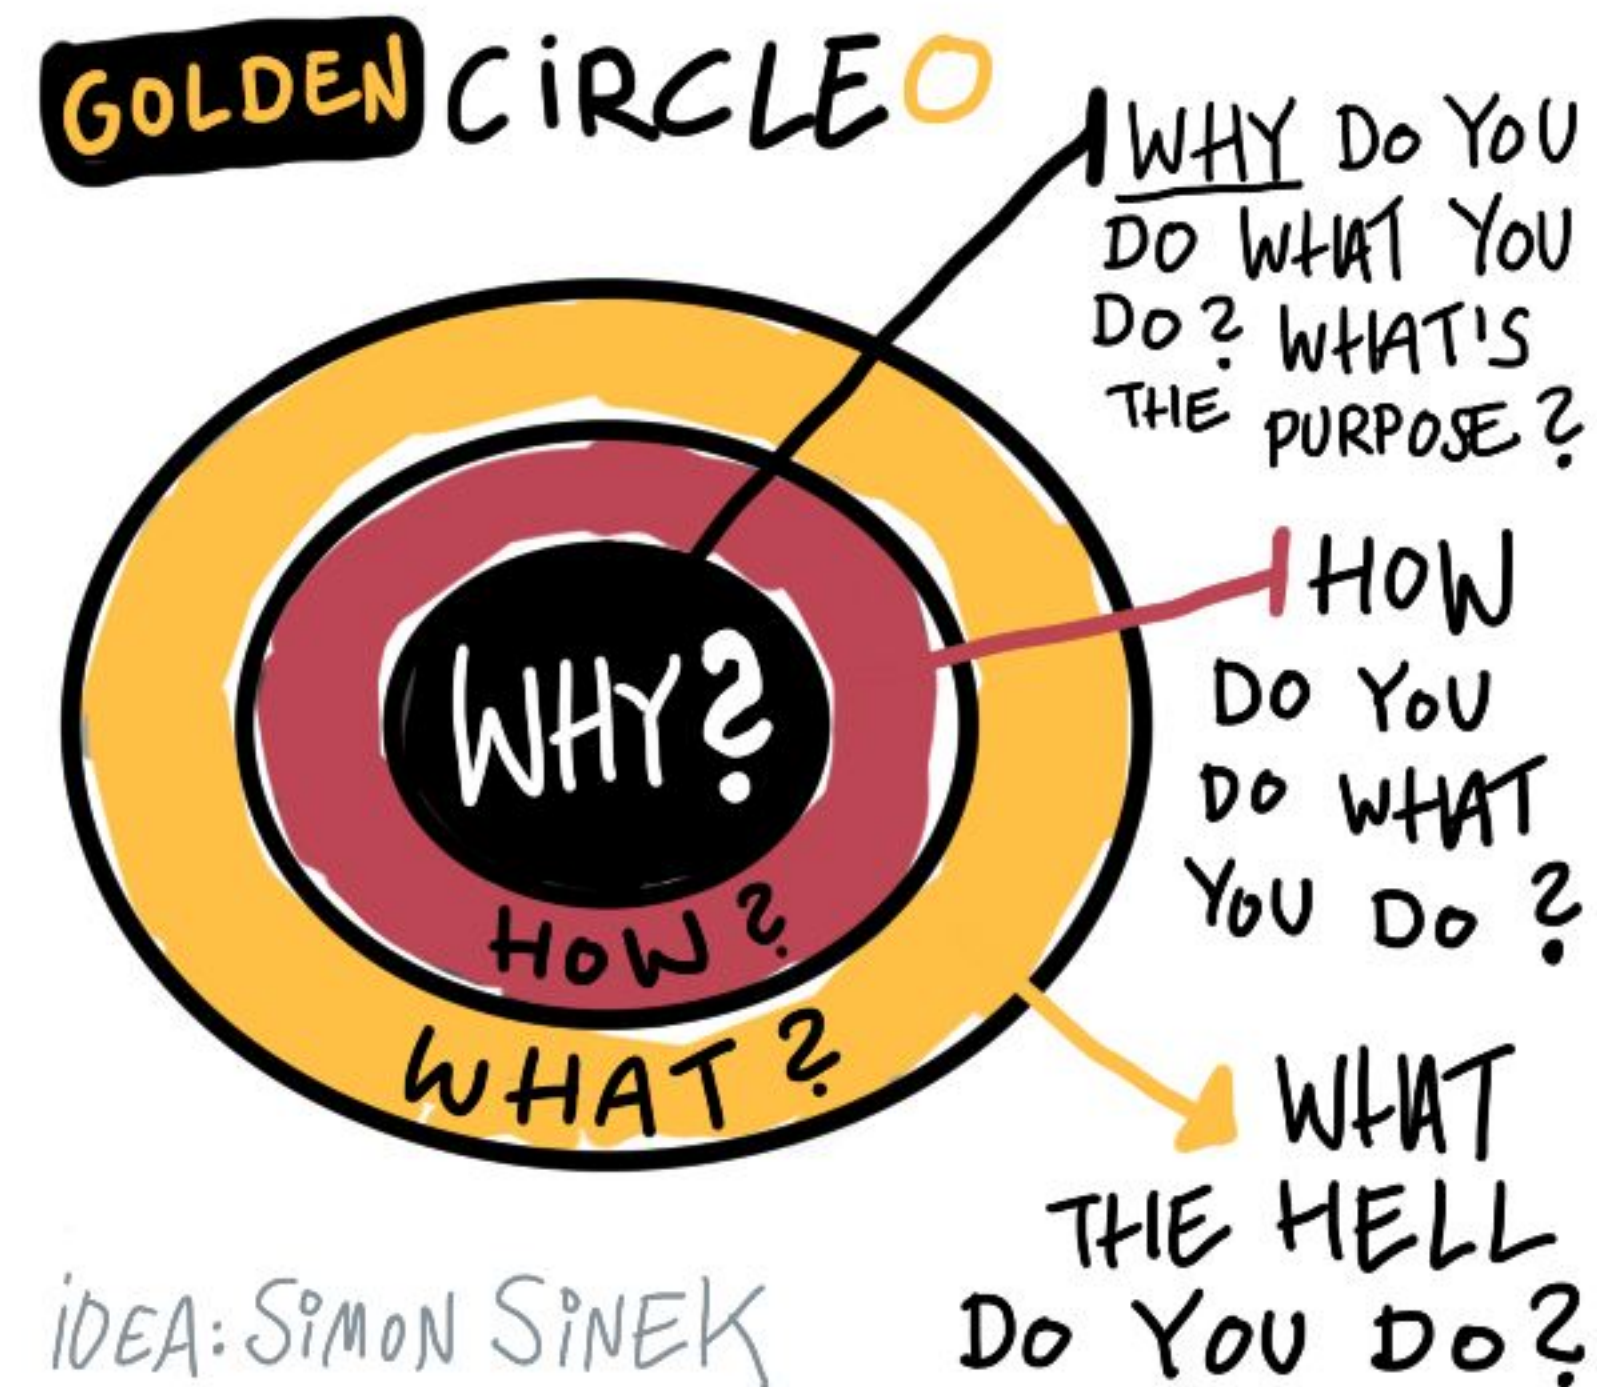 GOLDEN CiRCLE
WHY DO YOU
DO WHAT YOU
DO? WHAT'S
THE PURPOSE?
WHY?
HOW?
WHAT?
HOW
DO YOU
DO WHAT
YOU DO?
WHAT
THE HELL
DO YOU DO?
iDEA: SiMON SiNEK